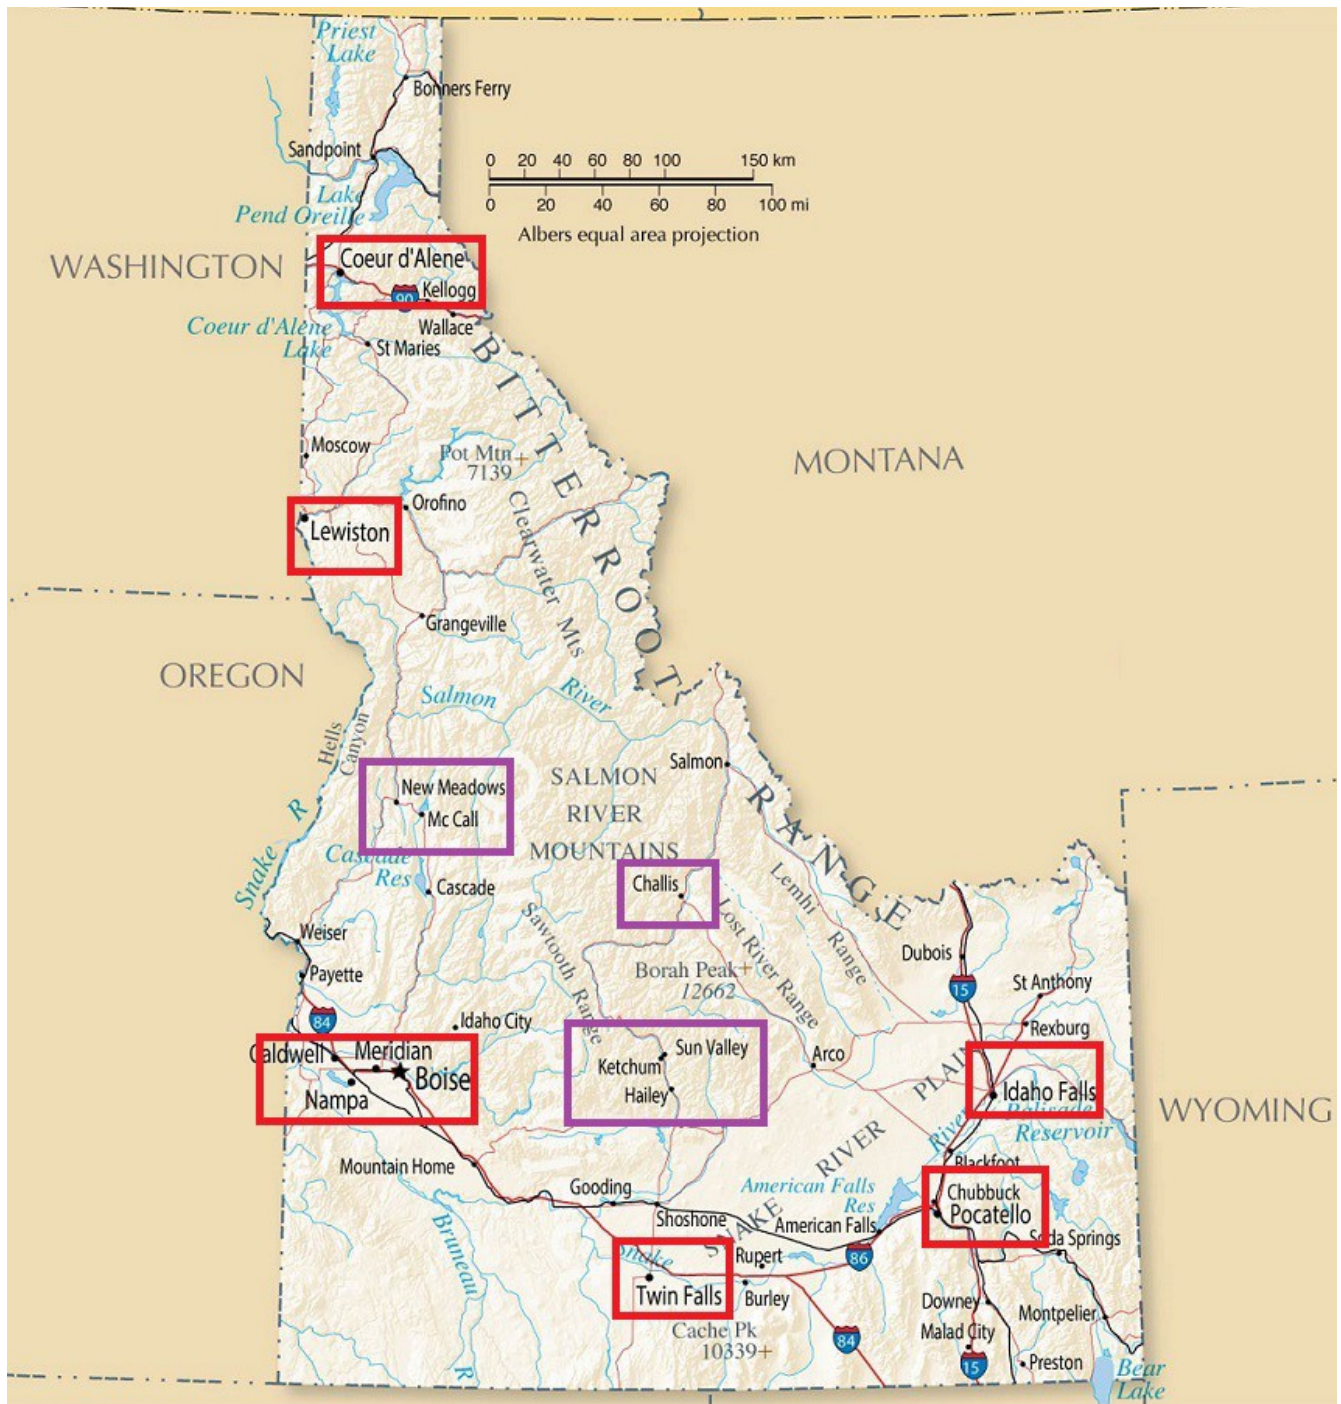 Priest
Lake
Bonners Ferry
Sandpoint
0 20 40 60 80 100 150 km
0 20 40 60 80 100 mi
Albers equal area projection
Lake
Pend Oreille
WASHINGTON
Coeur d'Alene
90
Kellogg
Wallace
Coeur d'Alene
Lake
St Maries
BITTERROOT
Moscow
Pot Mtn
7139
MONTANA
Orofino
Lewiston
Clearwater Mts
Grangeville
OREGON
Salmon River
Hells
Canyon
Salmon
New Meadows
Mc Call
SALMON
RIVER
MOUNTAINS
RANGE
Snake R
Cascade
Res
Cascade
Challis
Lemhi
Range
Lost River Range
Sawtooth Range
Weiser
Payette
Borah Peak
12662
Dubois
15
St Anthony
Rexburg
84
Idaho City
Caldwell
Meridian
Boise
Nampa
Sun Valley
Ketchum
Hailey
Arco
SNAKE RIVER PLAIN
Idaho Falls
Palisade
Reservoir
WYOMING
River
Blackfoot
Mountain Home
Gooding
Shoshone
American Falls
Res
American Falls
Chubbuck
Pocatello
Soda Springs
86
Bruneau
R
Snake
Rupert
Twin Falls
Burley
Cache Pk
10339
84
Downey
Malad City
Montpelier
15
Preston
Bear
Lake